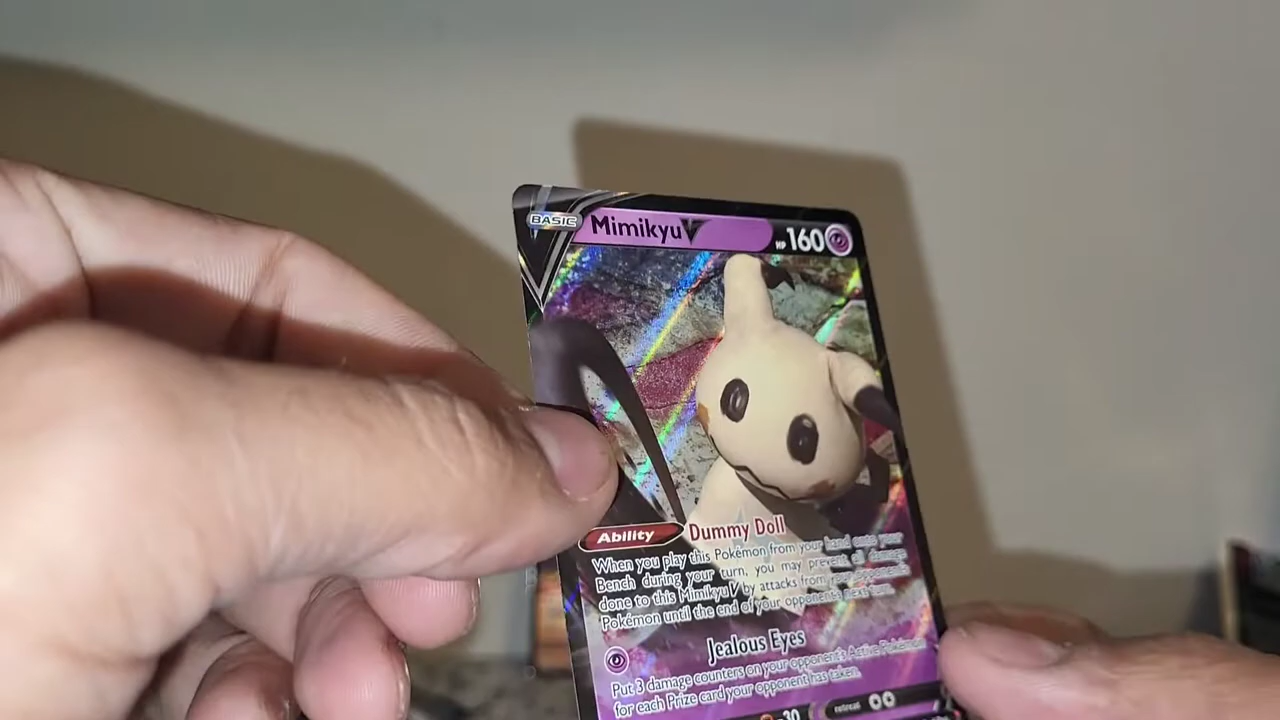 BASIC
Mimikyu V
HP 160
Ability Dummy Doll
When you play this Pokémon from your hand onto your
Bench during your turn, you may prevent all damage
done to this Mimikyu V by attacks from your opponent's
Pokémon until the end of your opponent's next turn.
Jealous Eyes
Put 3 damage counters on your opponent's Active Pokémon
for each Prize card your opponent has taken.
-30
retreat